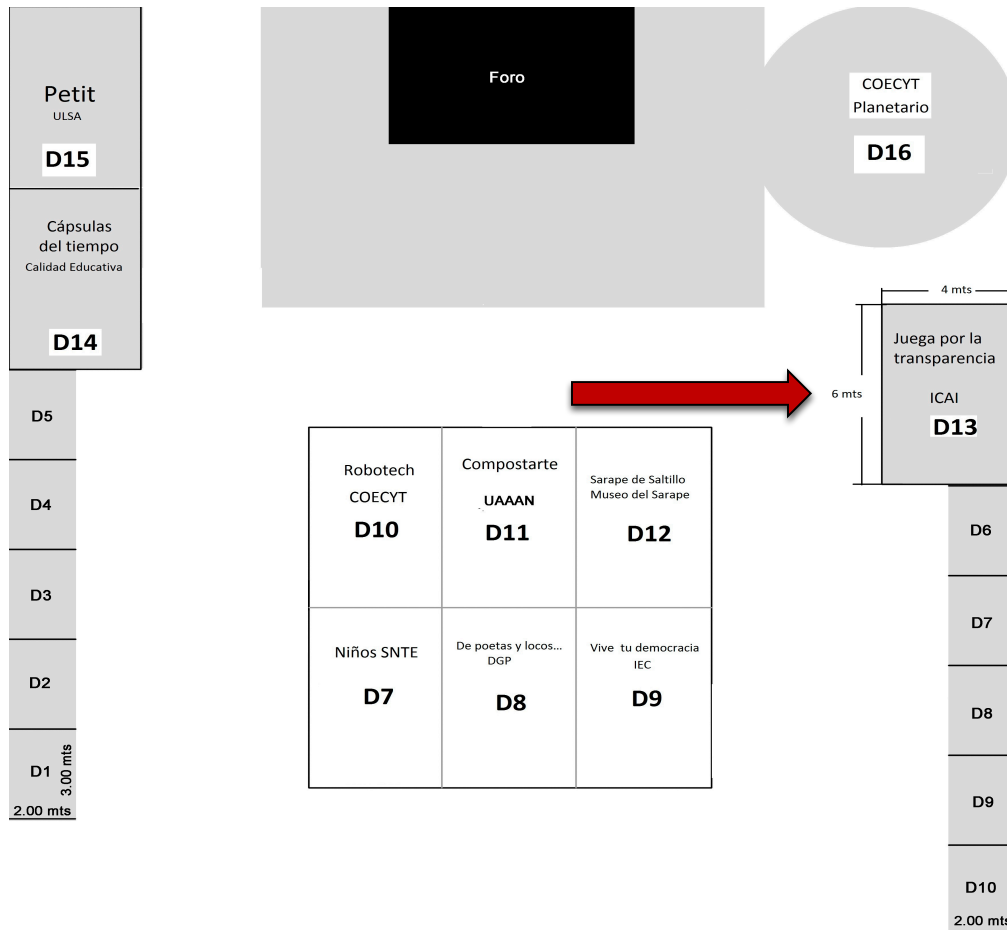 Petit
ULSA
D15
Cápsulas
del tiempo
Calidad Educativa
D14
D5
D4
D3
D2
D1
3.00 mts
2.00 mts
Foro
COECYT
Planetario
D16
4 mts
6 mts
Juega por la
transparencia
ICAI
D13
Robotech
COECYT
D10
Compostarte
UAAAN
D11
Sarape de Saltillo
Museo del Sarape
D12
Niños SNTE
D7
De poetas y locos...
DGP
D8
Vive tu democracia
IEC
D9
D6
D7
D8
D9
D10
2.00 mts